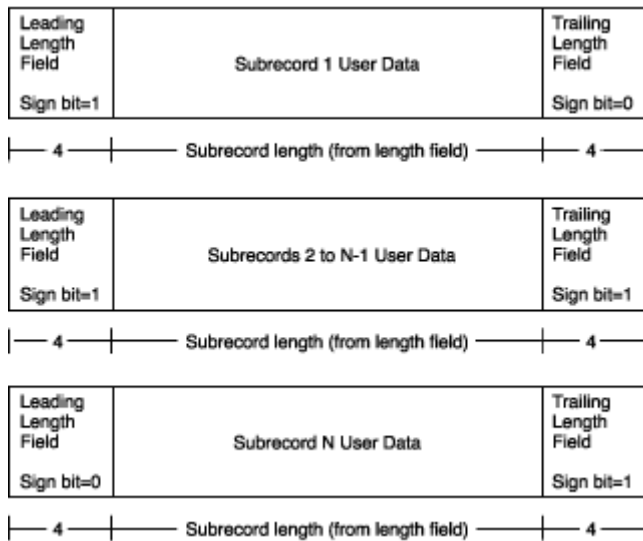 Leading
Length
Field
Sign bit=1
Subrecord 1 User Data
Trailing
Length
Field
Sign bit=0
4
Subrecord length (from length field)
4
Leading
Length
Field
Sign bit=1
Subrecords 2 to N-1 User Data
Trailing
Length
Field
Sign bit=1
4
Subrecord length (from length field)
4
Leading
Length
Field
Sign bit=0
Subrecord N User Data
Trailing
Length
Field
Sign bit=1
4
Subrecord length (from length field)
4